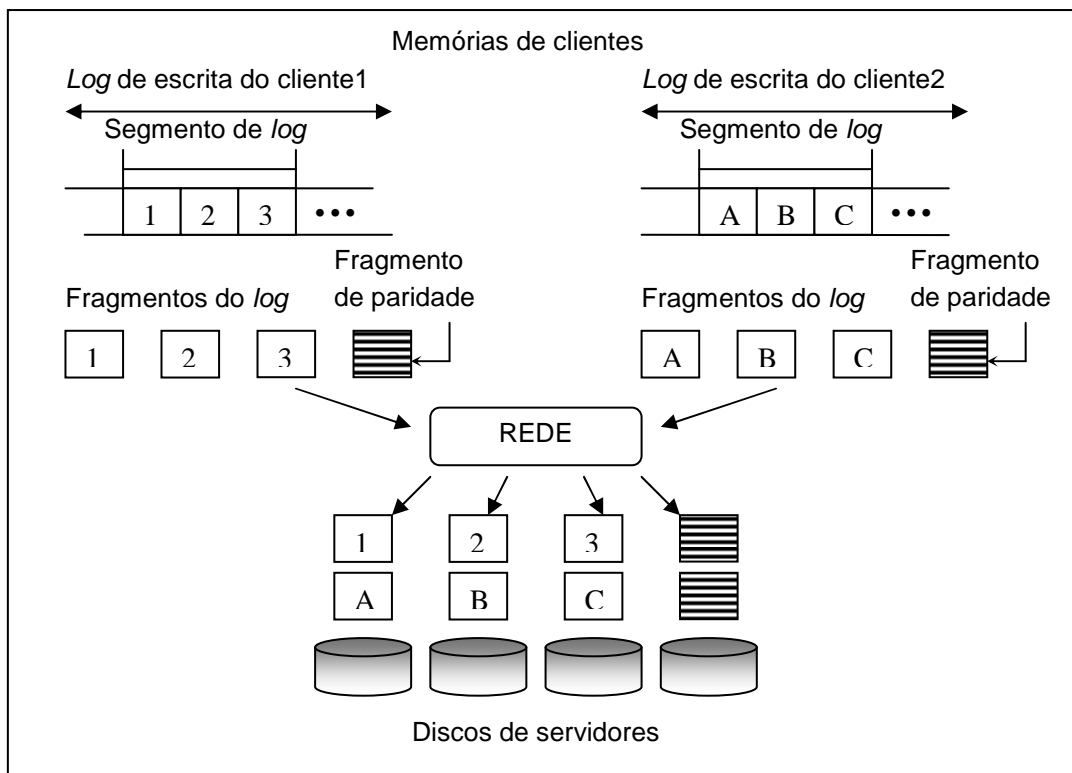 Memórias de clientes
Log de escrita do cliente1
Log de escrita do cliente2
Segmento de log
Segmento de log
1 2 3 •••
A B C •••
Fragmentos do log
Fragmento de paridade
Fragmentos do log
Fragmento de paridade
1 2 3
A B C
REDE
1 2 3
A B C
Discos de servidores